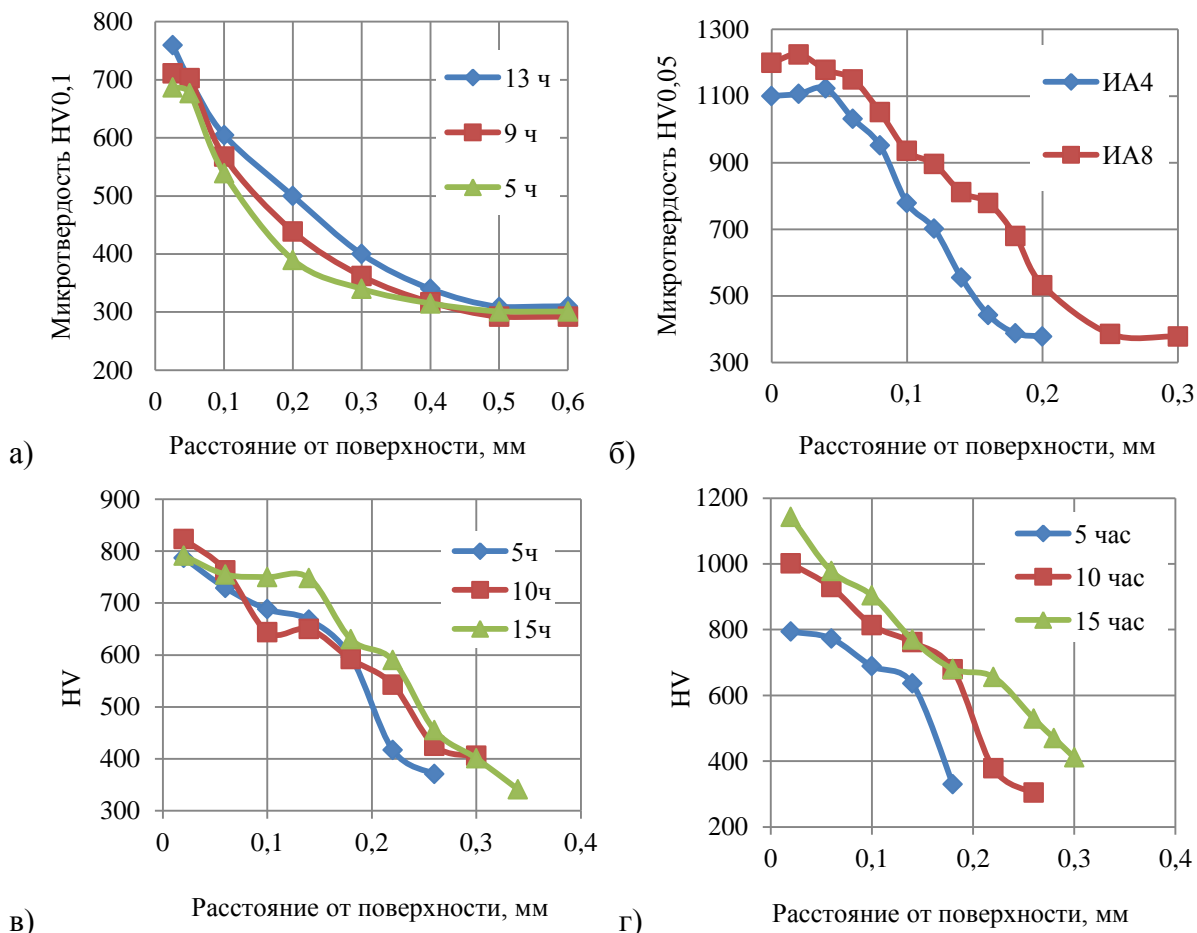 Микротвердость HV0,1
800
700
600
500
400
300
200
0
0,1
0,2
0,3
0,4
0,5
0,6
13 ч
9 ч
5 ч
Расстояние от поверхности, мм
а)
Микротвердость HV0,05
1300
1100
900
700
500
300
0
0,1
0,2
0,3
ИА4
ИА8
Расстояние от поверхности, мм
б)
HV
900
800
700
600
500
400
300
0
0,1
0,2
0,3
0,4
5ч
10ч
15ч
Расстояние от поверхности, мм
в)
HV
1200
1000
800
600
400
200
0
0,1
0,2
0,3
0,4
5 час
10 час
15 час
Расстояние от поверхности, мм
г)